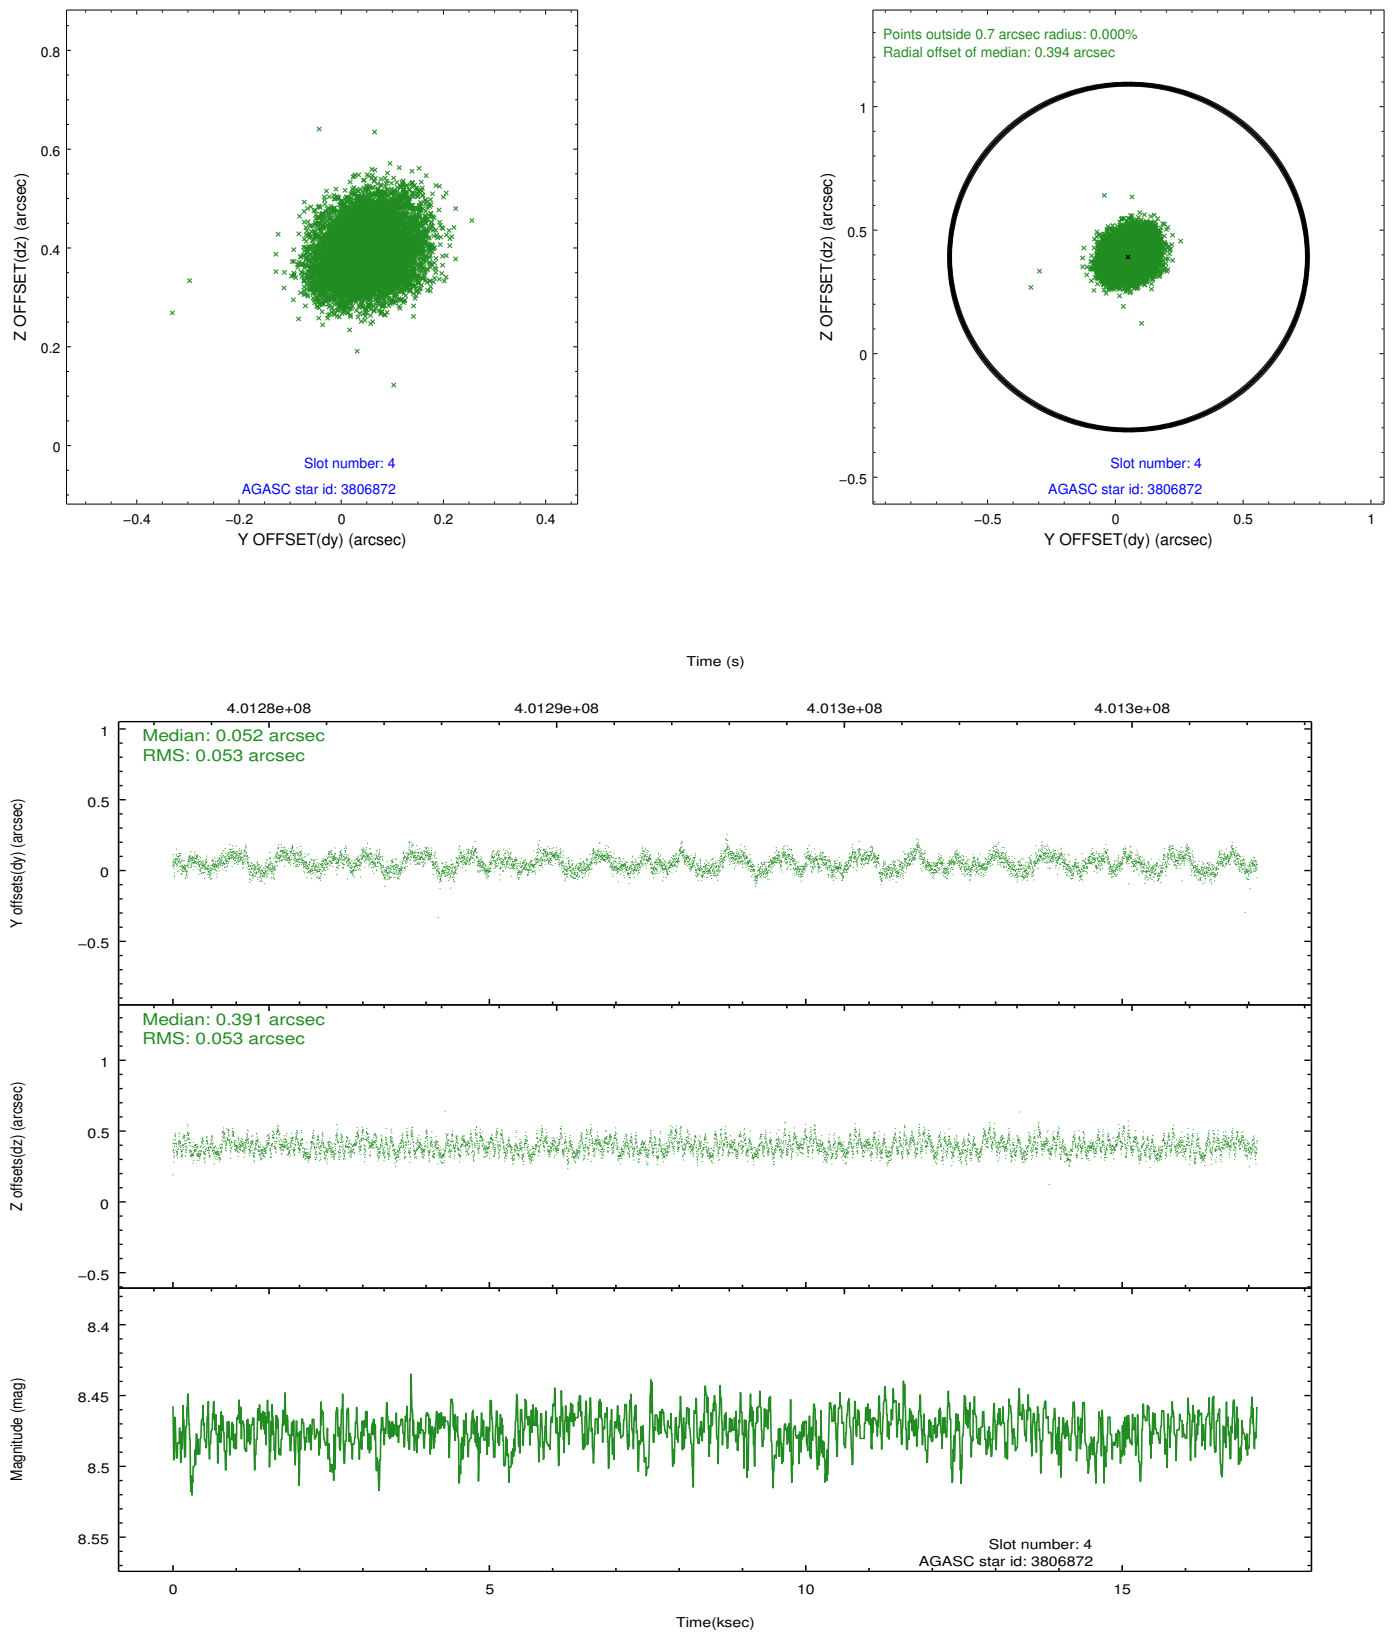 0.8
0.6
0.4
0.2
0
−0.4
−0.2
0
0.2
0.4
Z OFFSET(dz) (arcsec)
Y OFFSET(dy) (arcsec)
Slot number: 4
AGASC star id: 3806872
Points outside 0.7 arcsec radius: 0.000%
Radial offset of median: 0.394 arcsec
1
0.5
0
−0.5
−0.5
0
0.5
1
Z OFFSET(dz) (arcsec)
Y OFFSET(dy) (arcsec)
Slot number: 4
AGASC star id: 3806872
Time (s)
4.0128e+08
4.0129e+08
4.013e+08
4.013e+08
Median: 0.052 arcsec
RMS: 0.053 arcsec
1
0.5
0
−0.5
Y offsets(dy) (arcsec)
Median: 0.391 arcsec
RMS: 0.053 arcsec
1
0.5
0
−0.5
Z offsets(dz) (arcsec)
8.4
8.45
8.5
8.55
Magnitude (mag)
Slot number: 4
AGASC star id: 3806872
0
5
10
15
Time(ksec)